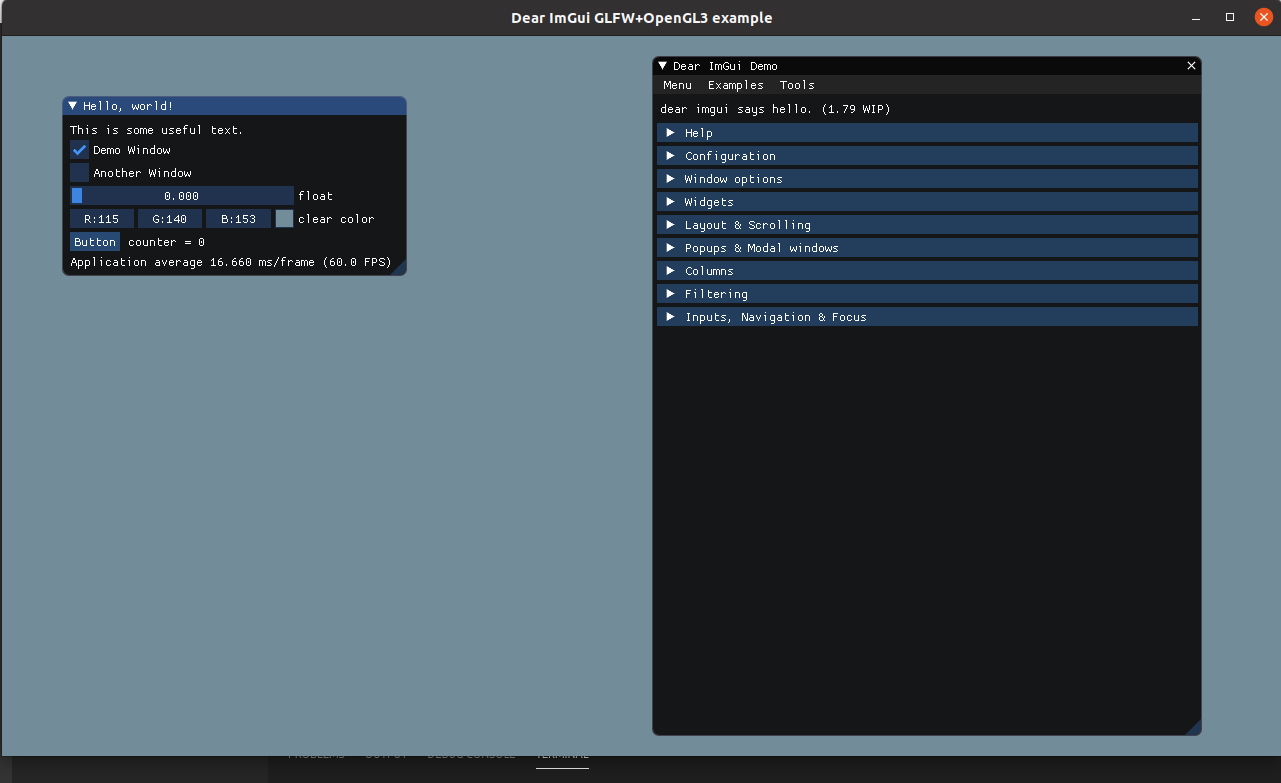 Dear ImGui GLFW+OpenGL3 example
Hello, world!
This is some useful text.
Demo Window
Another Window
0.000 float
R:115 G:140 B:153 clear color
Button counter = 0
Application average 16.660 ms/frame (60.0 FPS)
Dear ImGui Demo
Menu Examples Tools
dear imgui says hello. (1.79 WIP)
Help
Configuration
Window options
Widgets
Layout & Scrolling
Popups & Modal windows
Columns
Filtering
Inputs, Navigation & Focus
PROBLEMS OUTPUT DEBUG CONSOLE TERMINAL